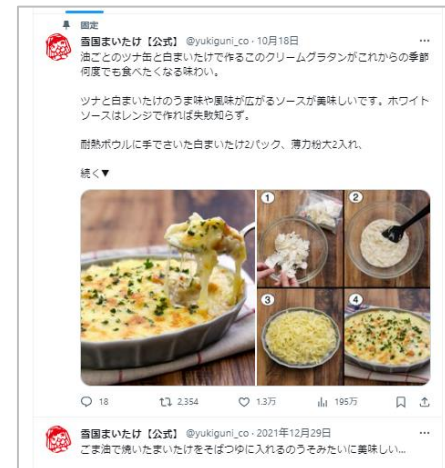 固定
雪国まいたけ【公式】 @yukiguni_co · 10月18日
油ごとのツナ缶と白まいたけで作るこのクリームグラタンがこれからの季節
何度でも食べたくなる味わい。
ツナと白まいたけのうま味や風味が広がるソースが美味しいです。ホワイト
ソースはレンジで作れば失敗知らず。
耐熱ボウルに手でさいた白まいたけ2パック、薄力粉大2入れ、
続く▼
1
2
3
4
18 2,354 1.3万 195万
雪国まいたけ【公式】 @yukiguni_co · 2021年12月29日
ごま油で焼いたまいたけをそばつゆに入れるのうそみたいに美味しい...